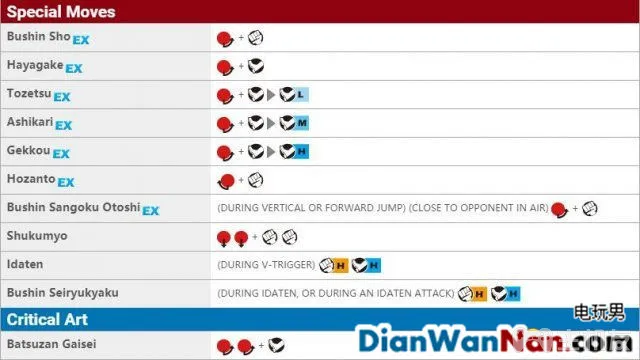 Special Moves
Bushin Sho EX +
Hayagake EX +
Tozetsu EX + L
Ashikari EX + M
Gekkou EX + H
Hozanto EX +
Bushin Sangoku Otoshi EX (DURING VERTICAL OR FORWARD JUMP) (CLOSE TO OPPONENT IN AIR) +
Shukumyo +
Idaten (DURING V-TRIGGER) H H
Bushin Seiryukyaku (DURING IDATEN, OR DURING AN IDATEN ATTACK) H H
Critical Art
电玩男
Batsuzan Gaisei +
DianWanNan.com